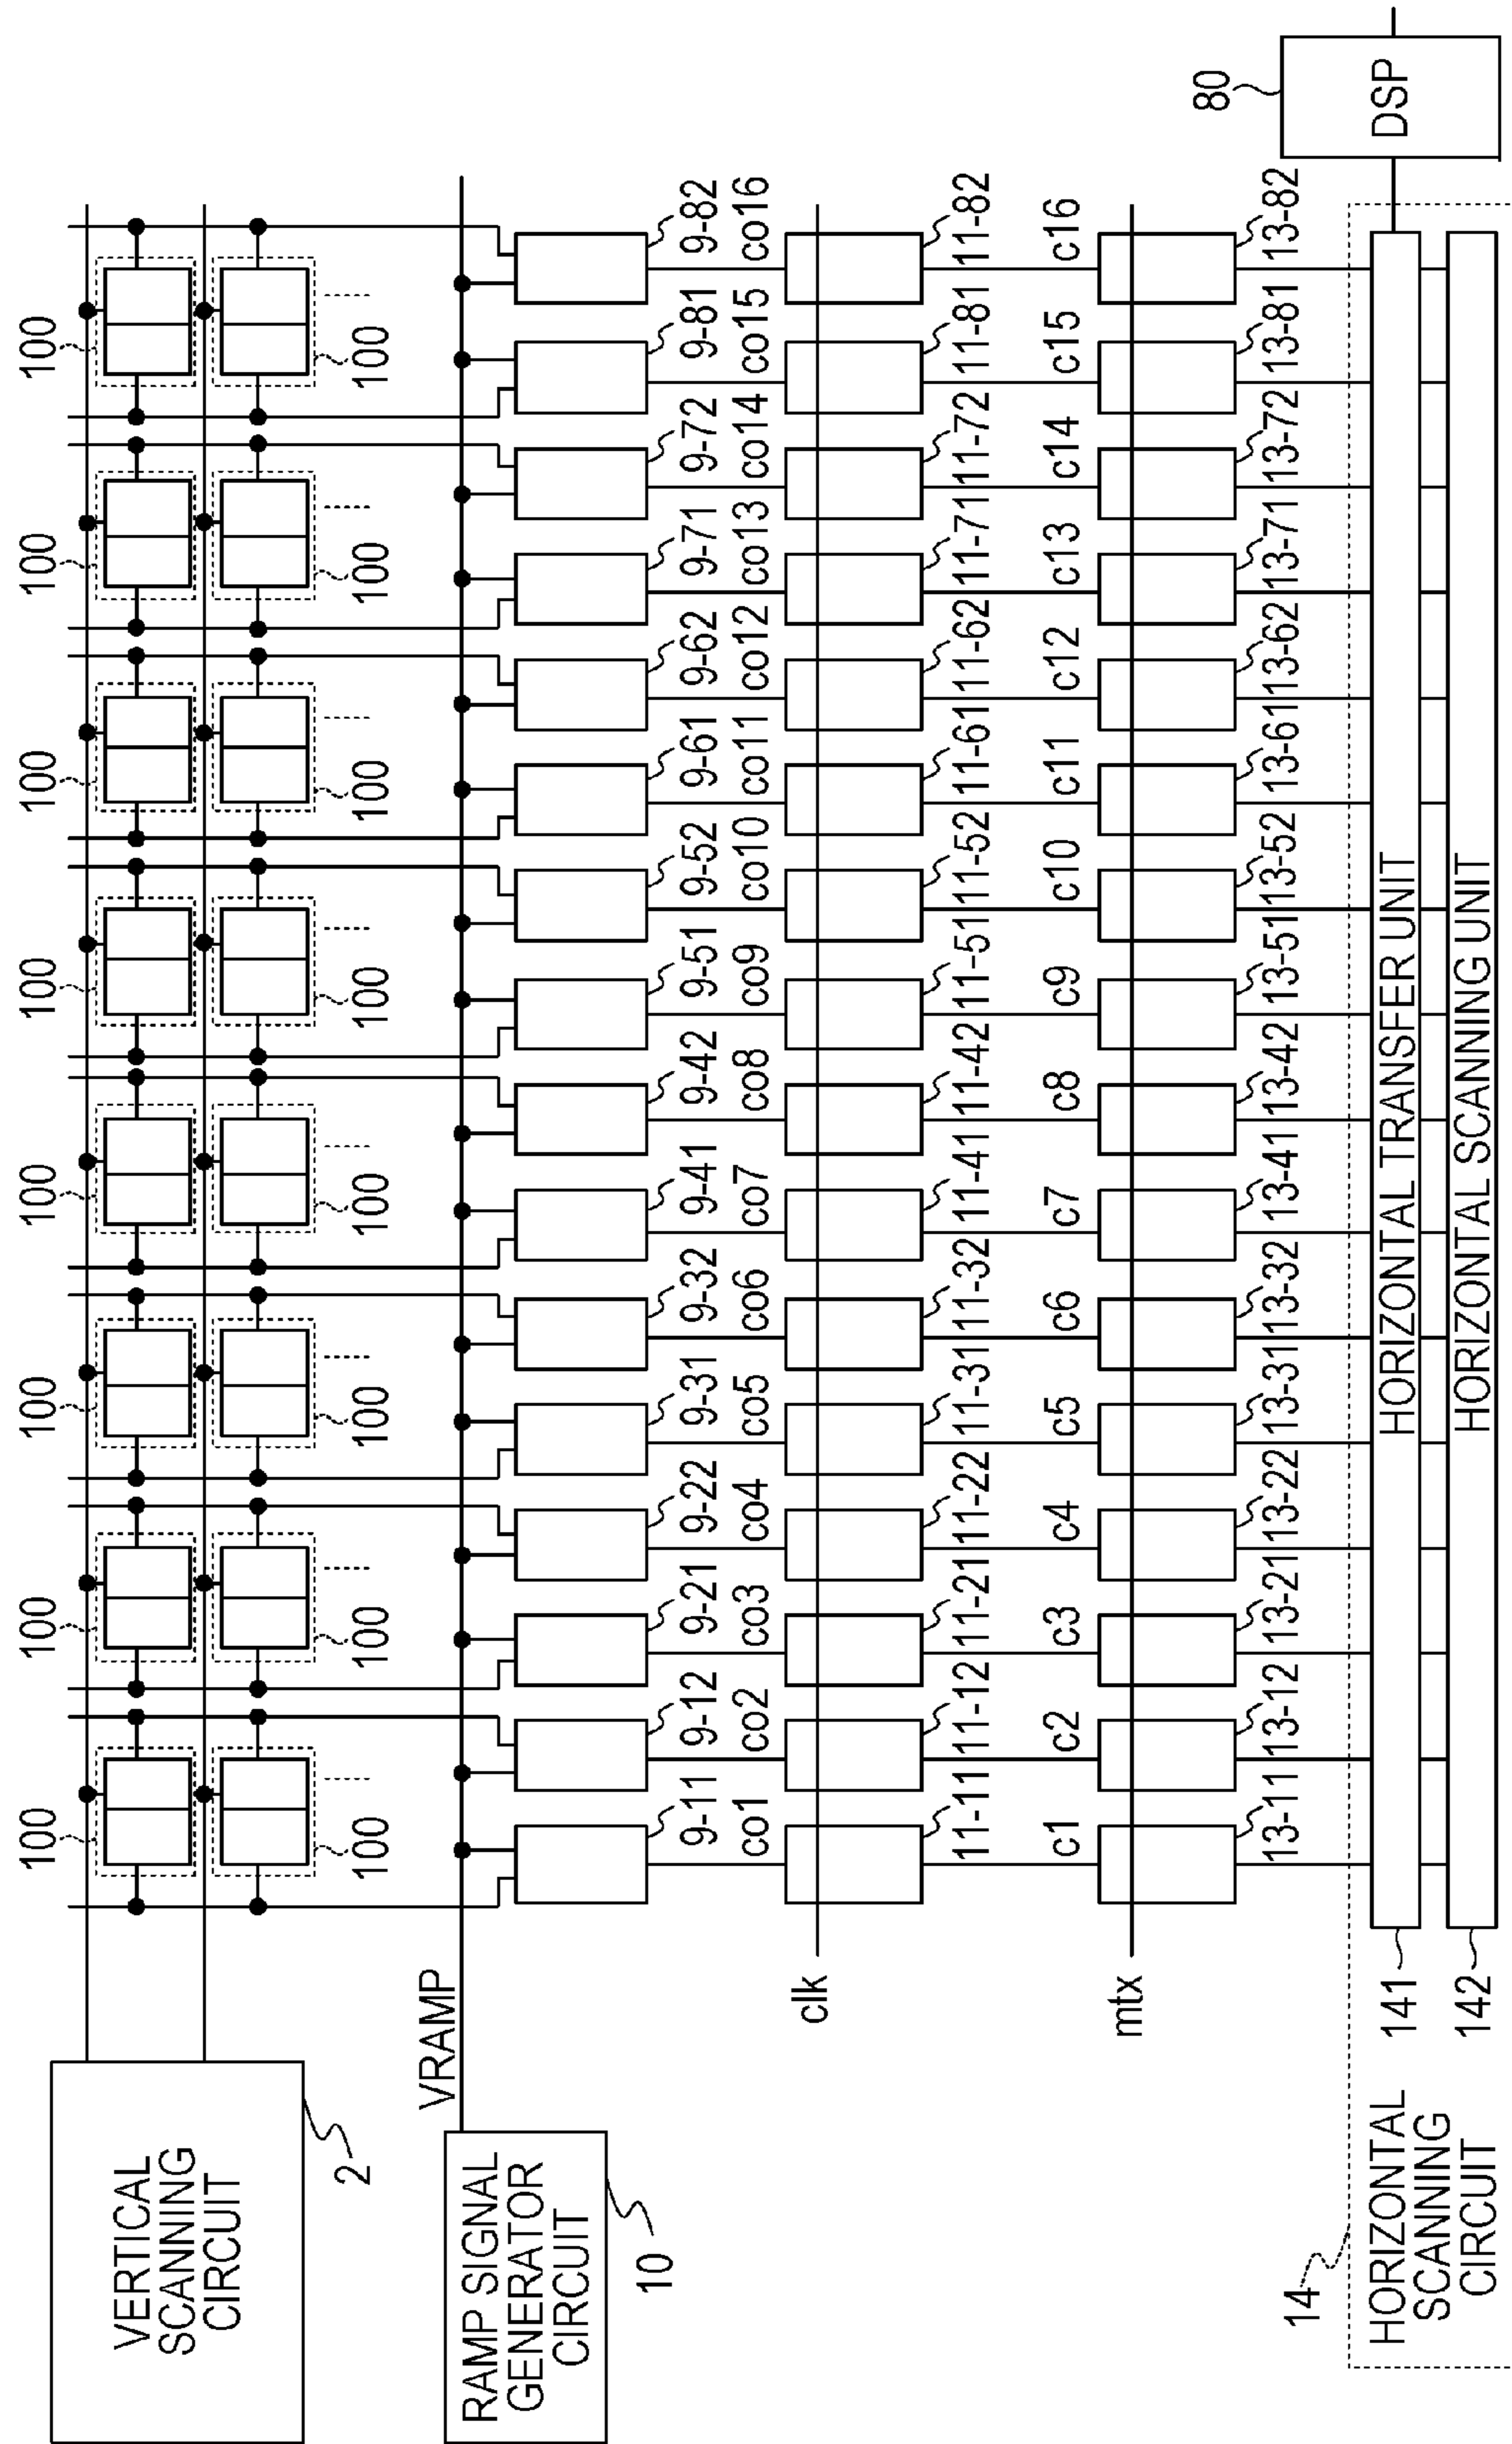 100 100 100 100 100 100 100 100
VERTICAL
SCANNING
CIRCUIT
2
100 100 100 100 100 100 100 100
VRAMP
RAMP SIGNAL
GENERATOR
CIRCUIT
10
9-11 9-12 9-21 9-22 9-31 9-32 9-41 9-42 9-51 9-52 9-61 9-62 9-71 9-72 9-81 9-82
co1 co2 co3 co4 co5 co6 co7 co8 co9 co10 co11 co12 co13 co14 co15 co16
clk
11-11 11-12 11-21 11-22 11-31 11-32 11-41 11-42 11-51 11-52 11-61 11-62 11-71 11-72 11-81 11-82
c1 c2 c3 c4 c5 c6 c7 c8 c9 c10 c11 c12 c13 c14 c15 c16
mtx
13-11 13-12 13-21 13-22 13-31 13-32 13-41 13-42 13-51 13-52 13-61 13-62 13-71 13-72 13-81 13-82
80
14
HORIZONTAL
SCANNING
CIRCUIT
141
HORIZONTAL TRANSFER UNIT
DSP
142
HORIZONTAL SCANNING UNIT